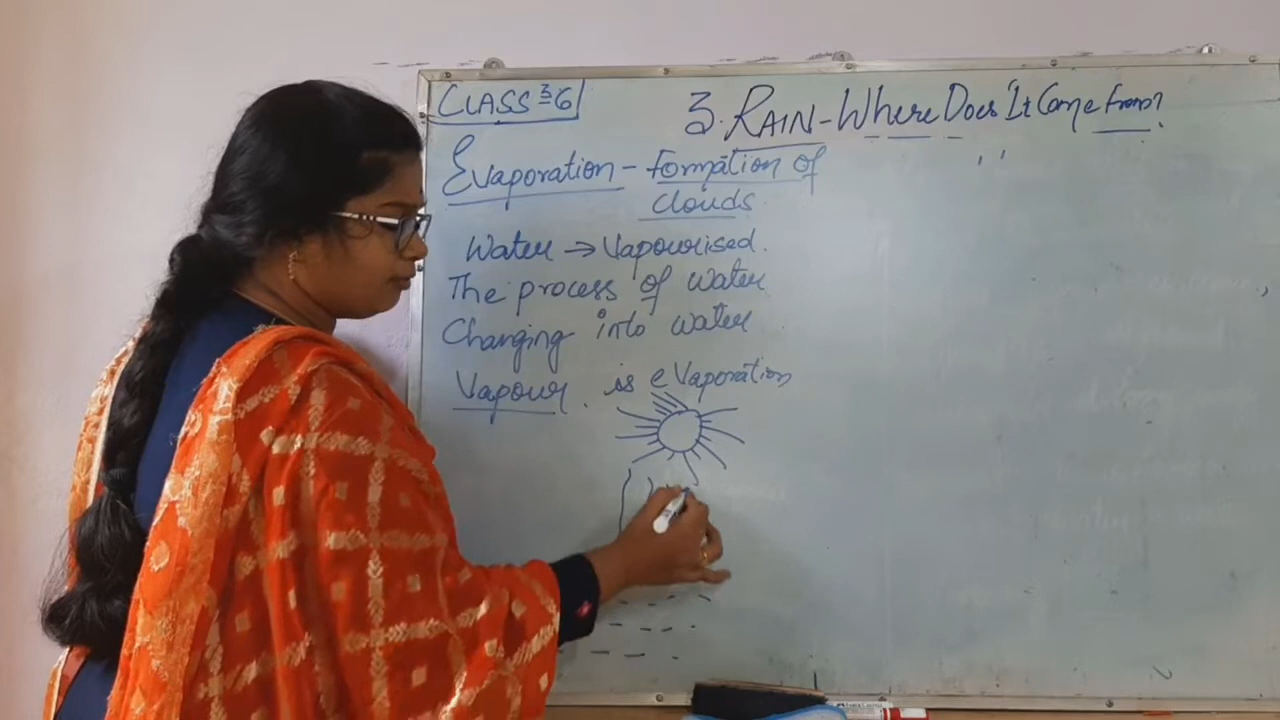 CLASS 6
3. RAIN - Where Does It Come From?
Evaporation - Formation of
Clouds
Water → Vapourised.
The process of water
Changing into water
Vapour. is evaporation